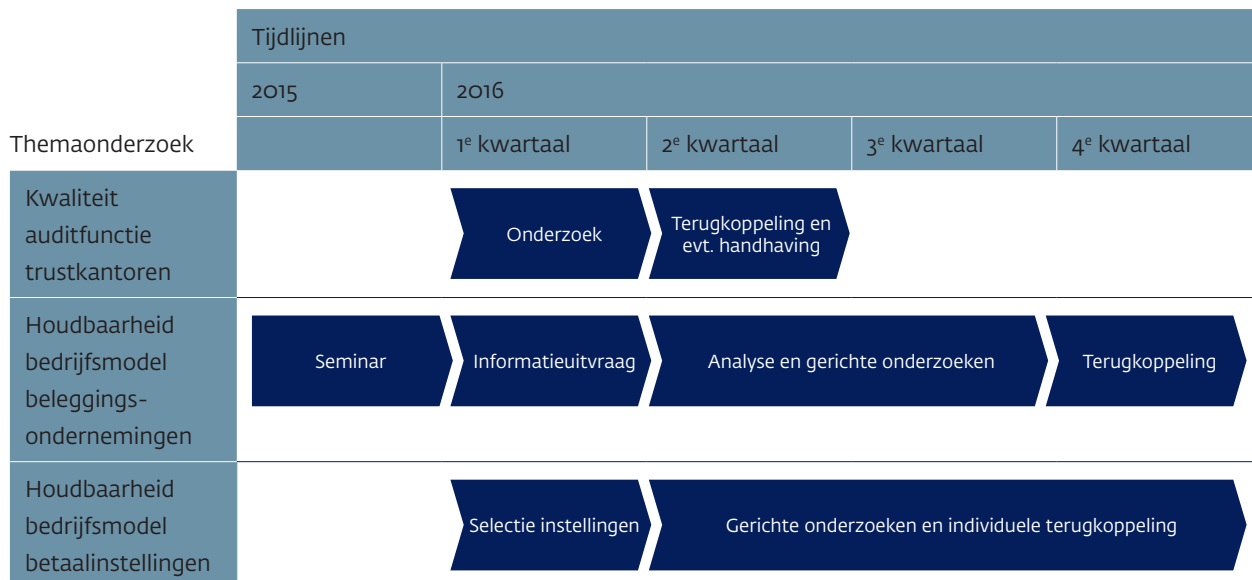 Tijdlijnen
2015
2016
Themaonderzoek
1e kwartaal
2e kwartaal
3e kwartaal
4e kwartaal
Kwaliteit
auditfunctie
trustkantoren
Onderzoek
Terugkoppeling en
evt. handhaving
Houdbaarheid
bedrijfsmodel
beleggings-
ondernemingen
Seminar
Informatieuitvraag
Analyse en gerichte onderzoeken
Terugkoppeling
Houdbaarheid
bedrijfsmodel
betaalinstellingen
Selectie instellingen
Gerichte onderzoeken en individuele terugkoppeling